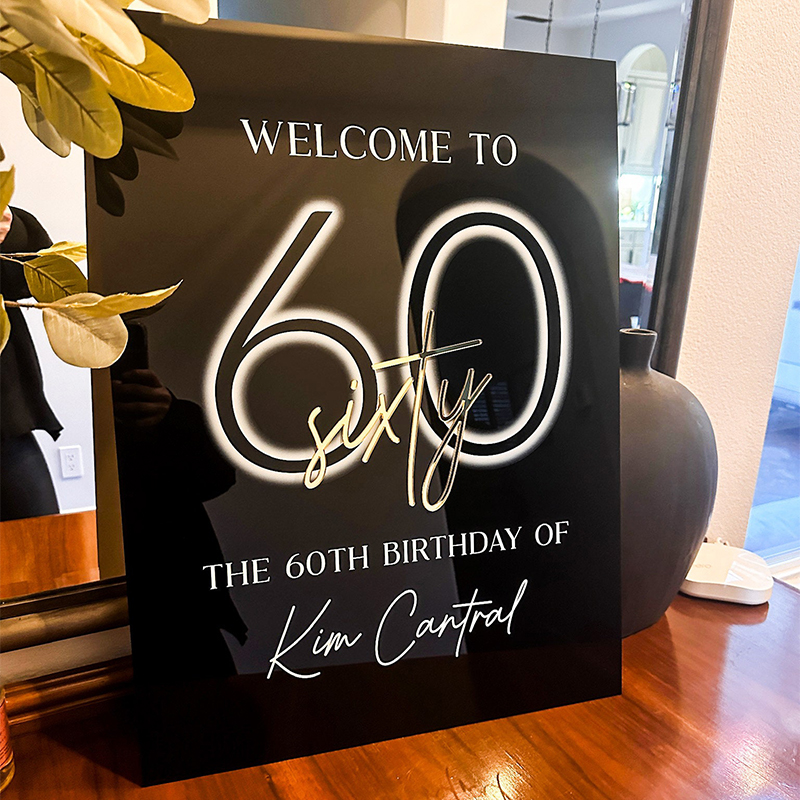 WELCOME TO
60
sixty
THE 60TH BIRTHDAY OF
Kim Cantral